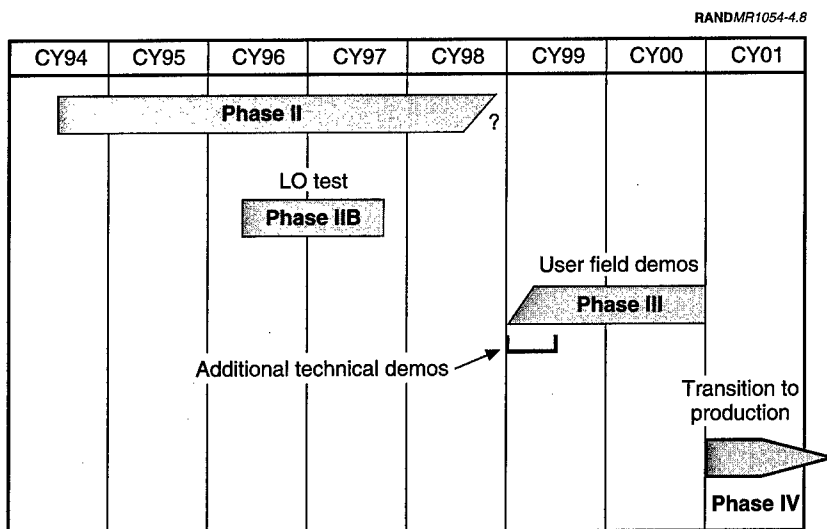 RANDMR1054-4.8
CY94 CY95 CY96 CY97 CY98 CY99 CY00 CY01
Phase II
?
LO test
Phase IIB
User field demos
Phase III
Additional technical demos
Transition to
production
Phase IV